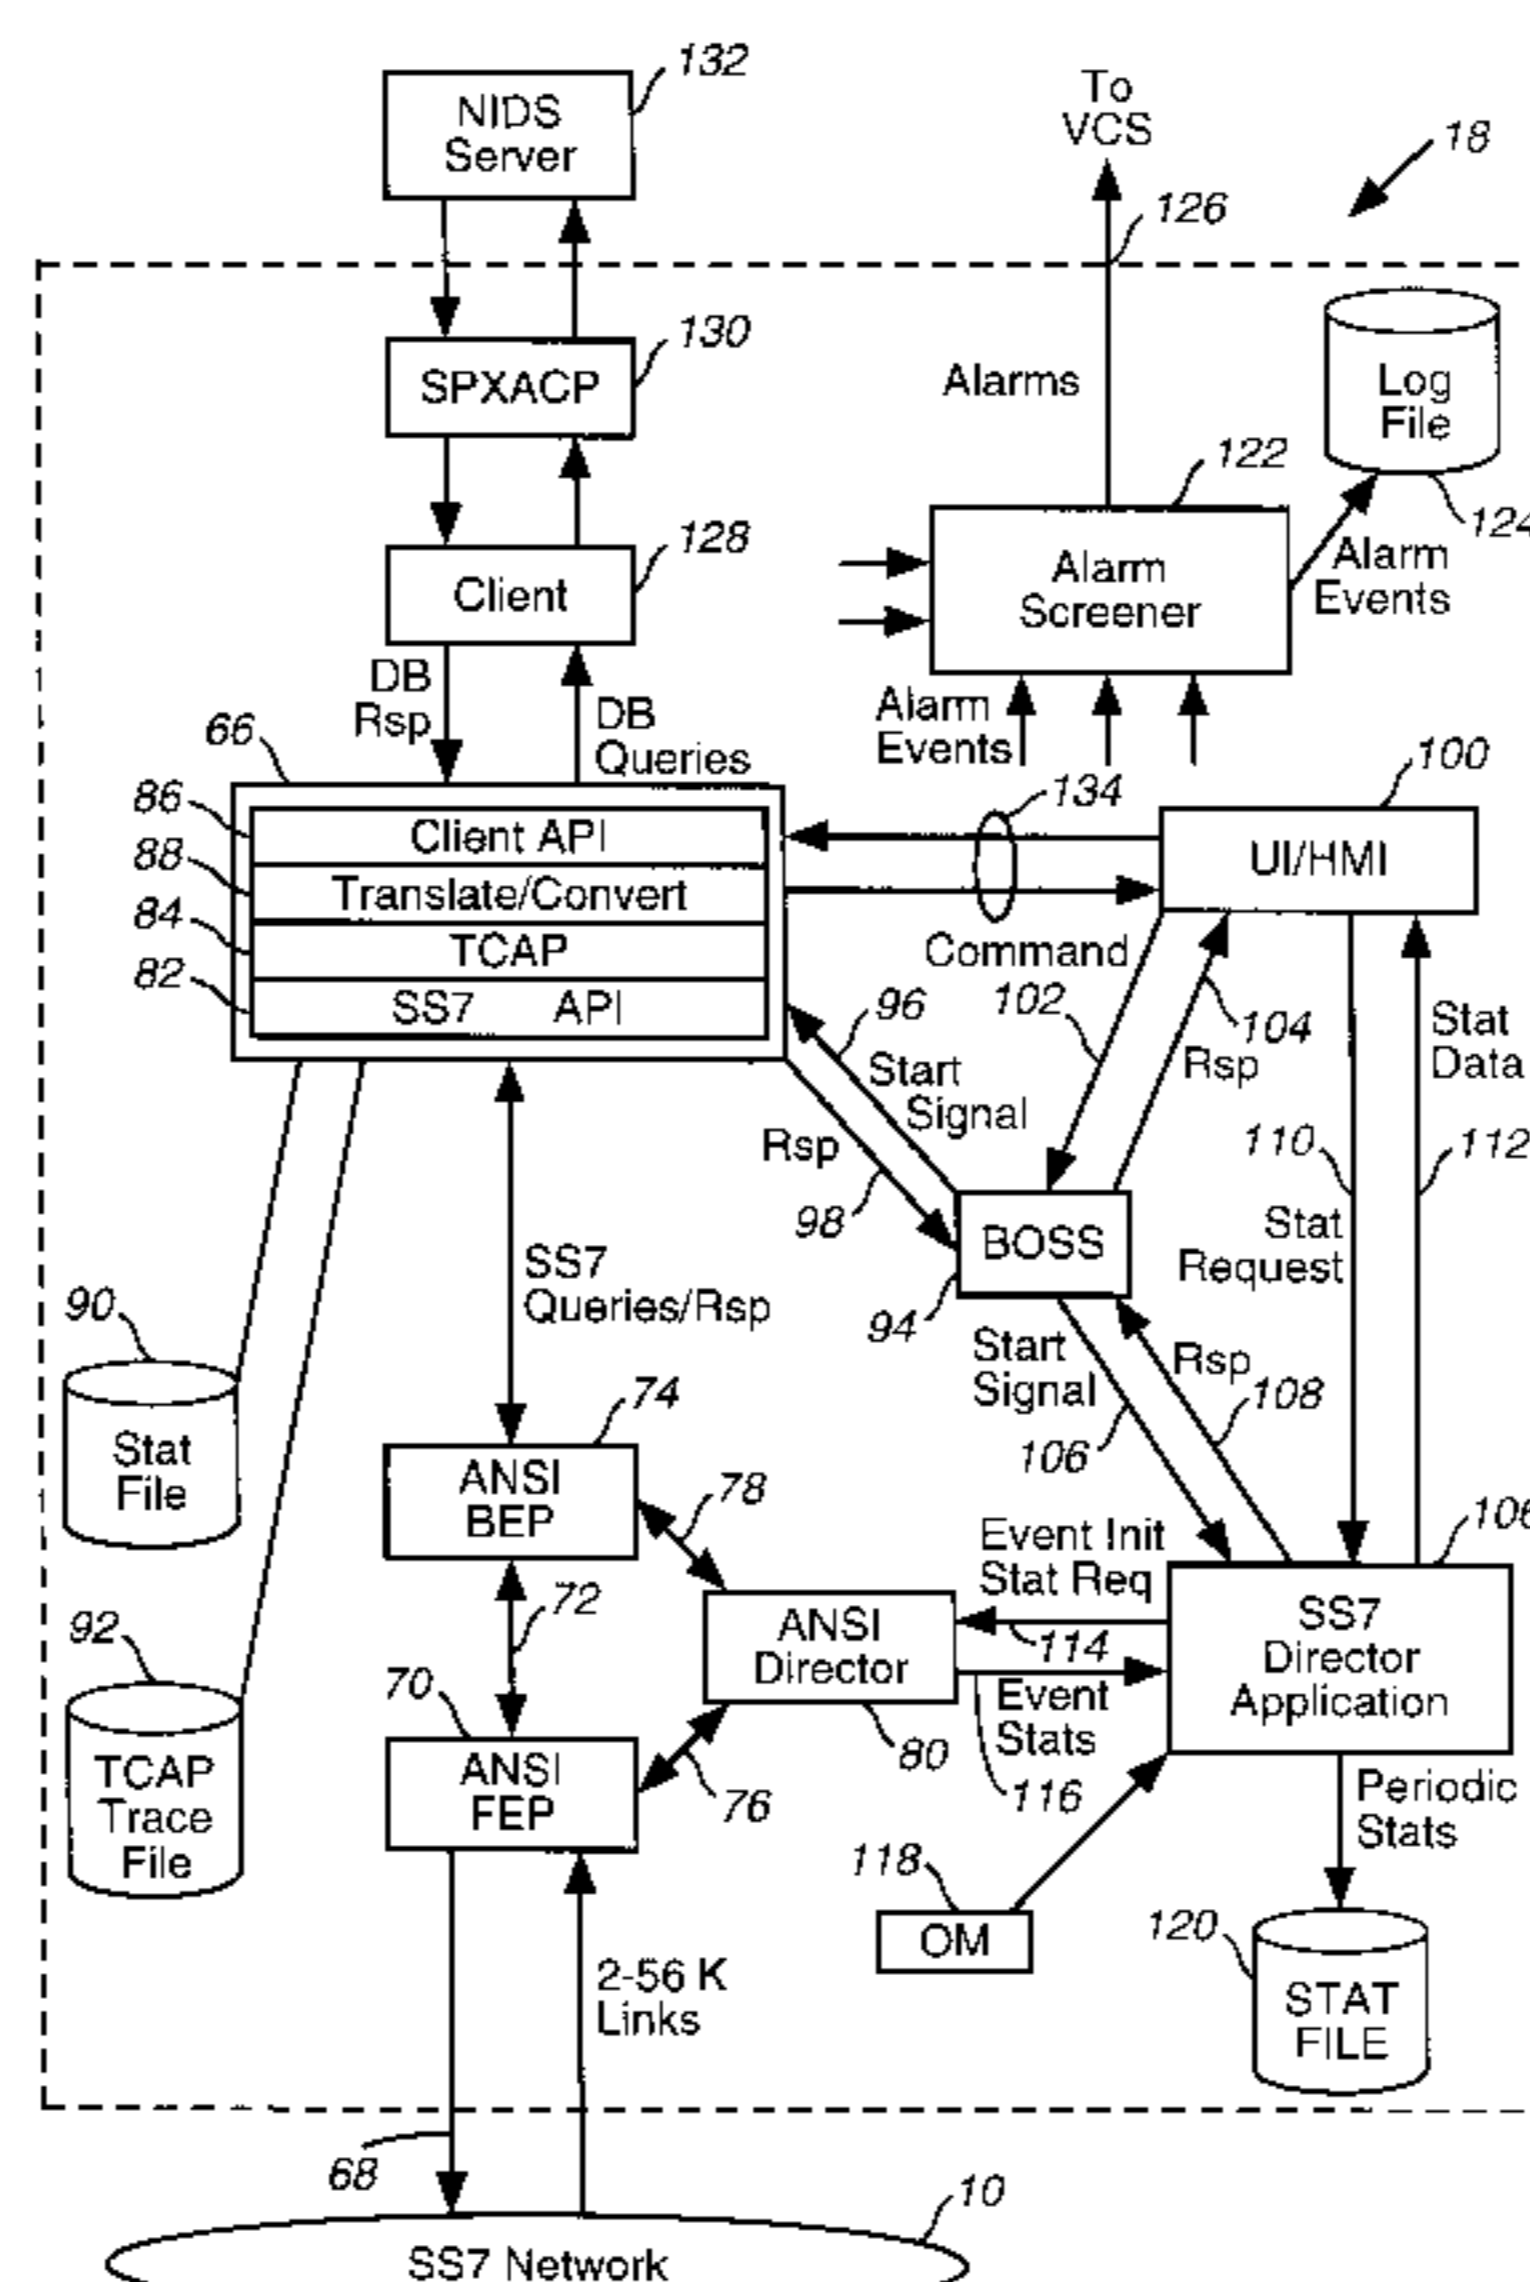 132
NIDS
Server
To
VCS
18
126
130
SPXACP
Alarms
Log
File
122
124
128
Client
Alarm
Screener
Alarm
Events
DB
Rsp
DB
Queries
Alarm
Events
66
134
100
86
Client API
UI/HMI
88
Translate/Convert
84
TCAP
Command
82
SS7 API
102
96
104
Stat
Data
Start
Signal
Rsp
Rsp
110
112
98
BOSS
Stat
Request
SS7
Queries/Rsp
94
90
Start
Signal
Rsp
108
74
106
Stat
File
ANSI
BEP
78
Event Init
Stat Req
106
72
ANSI
Director
114
SS7
Director
Application
92
70
Event
Stats
TCAP
Trace
File
ANSI
FEP
80
76
116
Periodic
Stats
118
OM
120
2-56 K
Links
STAT
FILE
68
10
SS7 Network